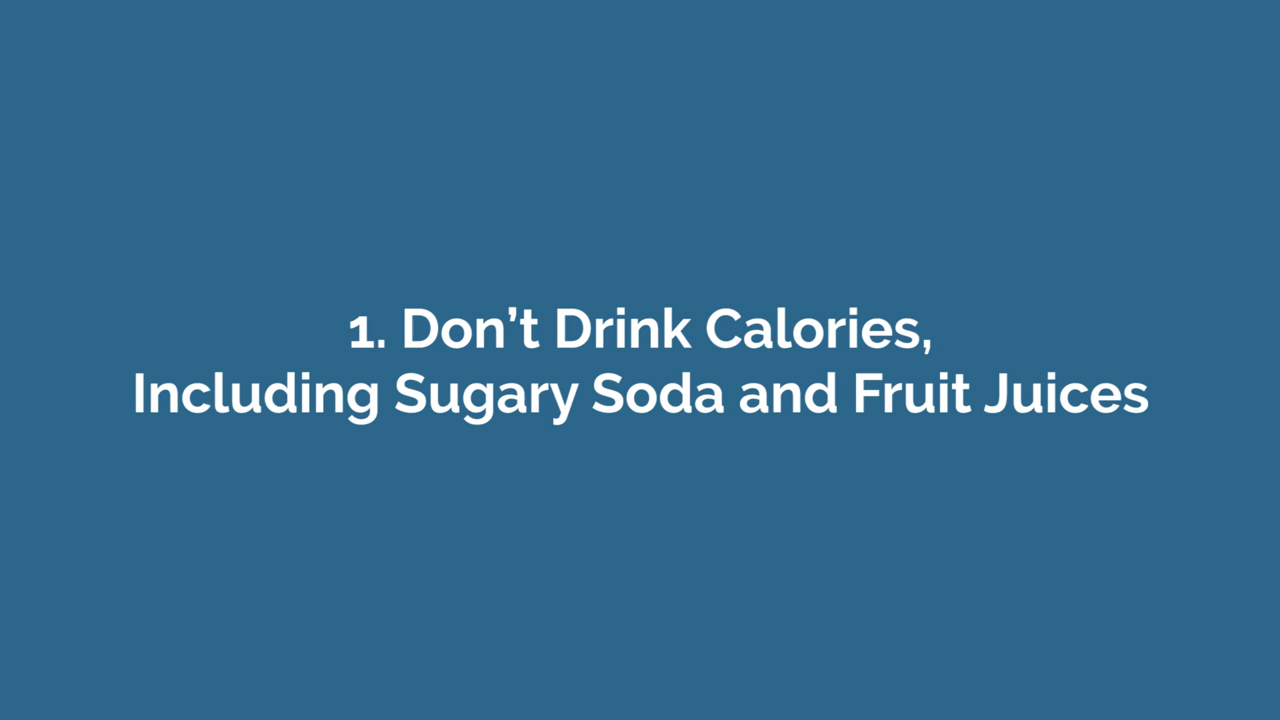 1. Don’t Drink Calories,
Including Sugary Soda and Fruit Juices